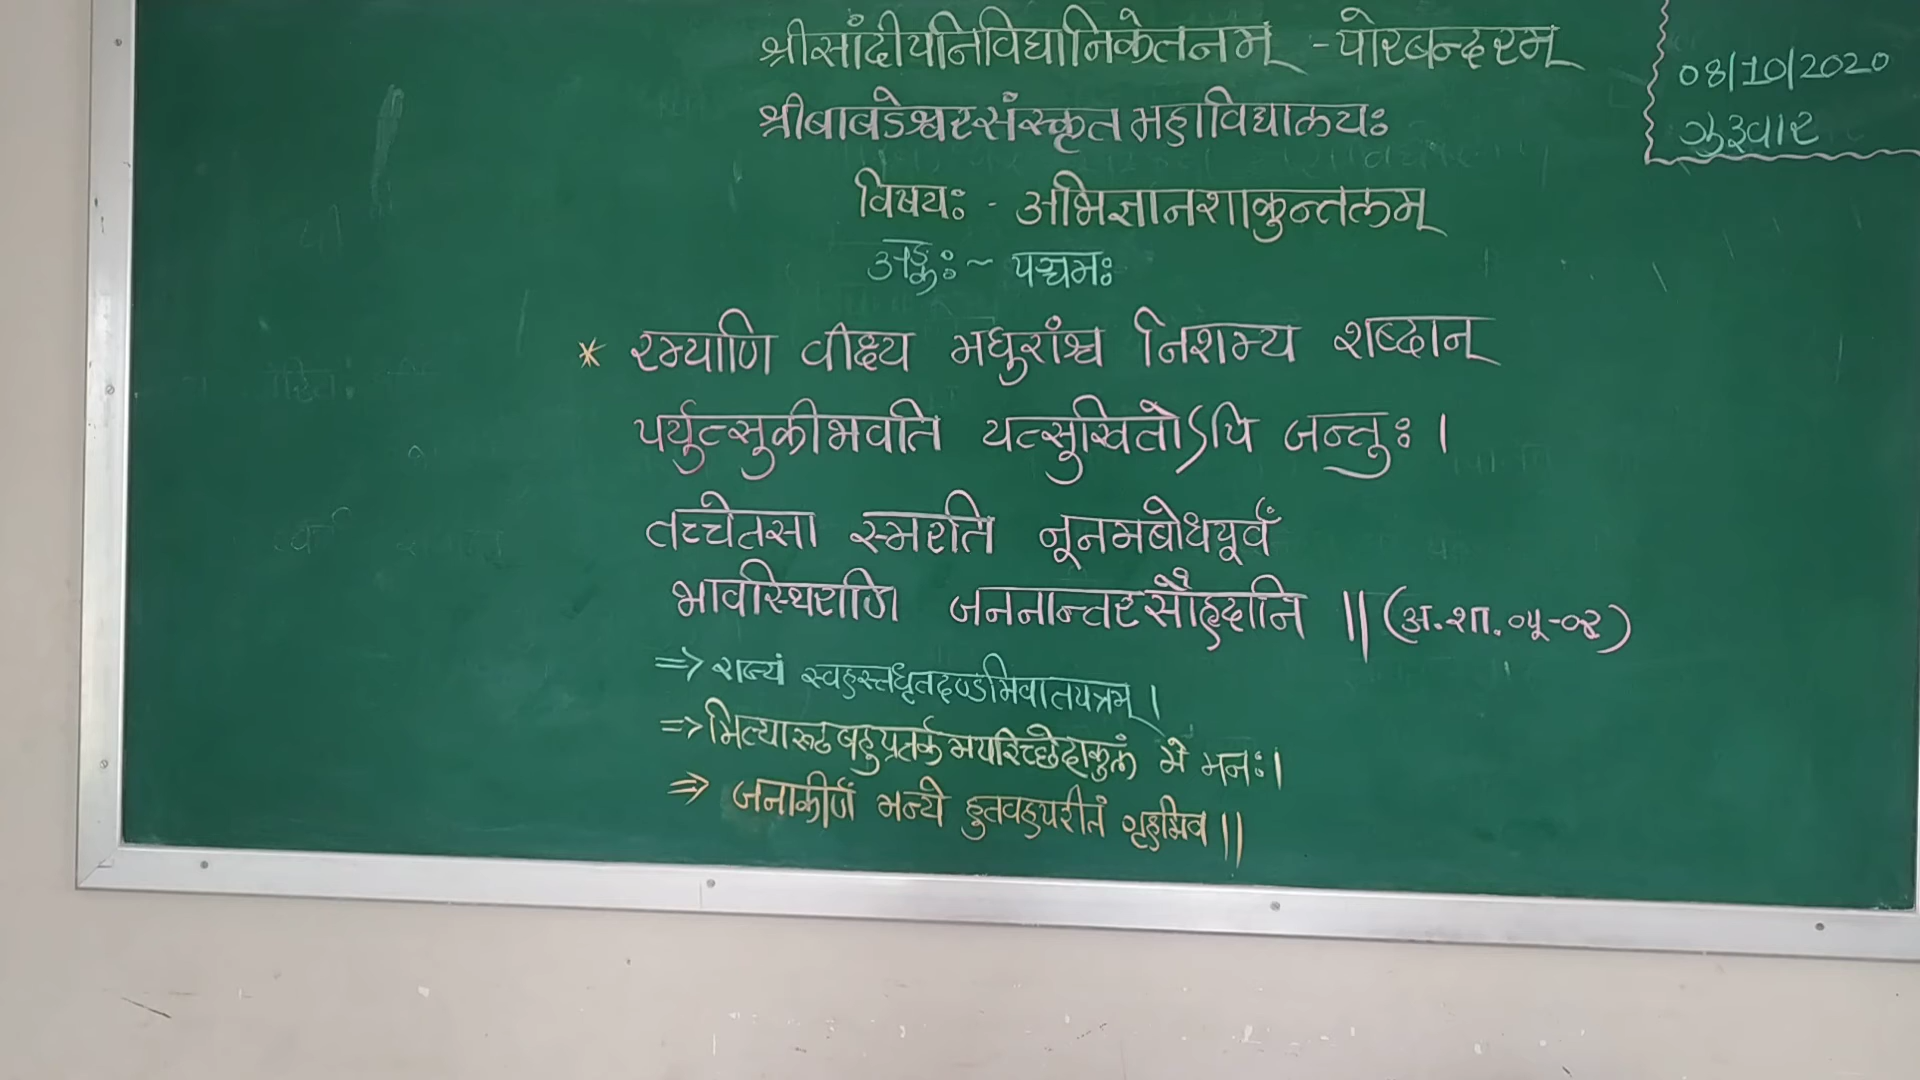 श्रीसांदीपनिविद्यानिकेतनम् - पोरबन्दरम्
श्रीबाबडेश्वरसंस्कृतमहाविद्यालयः
08/10/2020
ગુરૂવાર
विषयः - अभिज्ञानशाकुन्तलम्
अङ्कः ~ पञ्चमः
* रम्याणि वीक्ष्य मधुरांश्च निशम्य शब्दान्
पर्युत्सुकीभवति यत्सुखितोऽपि जन्तुः ।
तच्चेतसा स्मरति नूनमबोधपूर्वं
भावस्थिराणि जननान्तरसौहृदानि || (अ.शा.०५-०२)
=> राज्यं स्वहस्तधृतदण्डमिवातपत्रम् ।
=> मित्यारूढबहुप्रतर्कमपरिच्छेदाकुलं मे मनः ।
=> जनाकीर्णं मन्ये हुतवहपरीतं गृहमिव ||